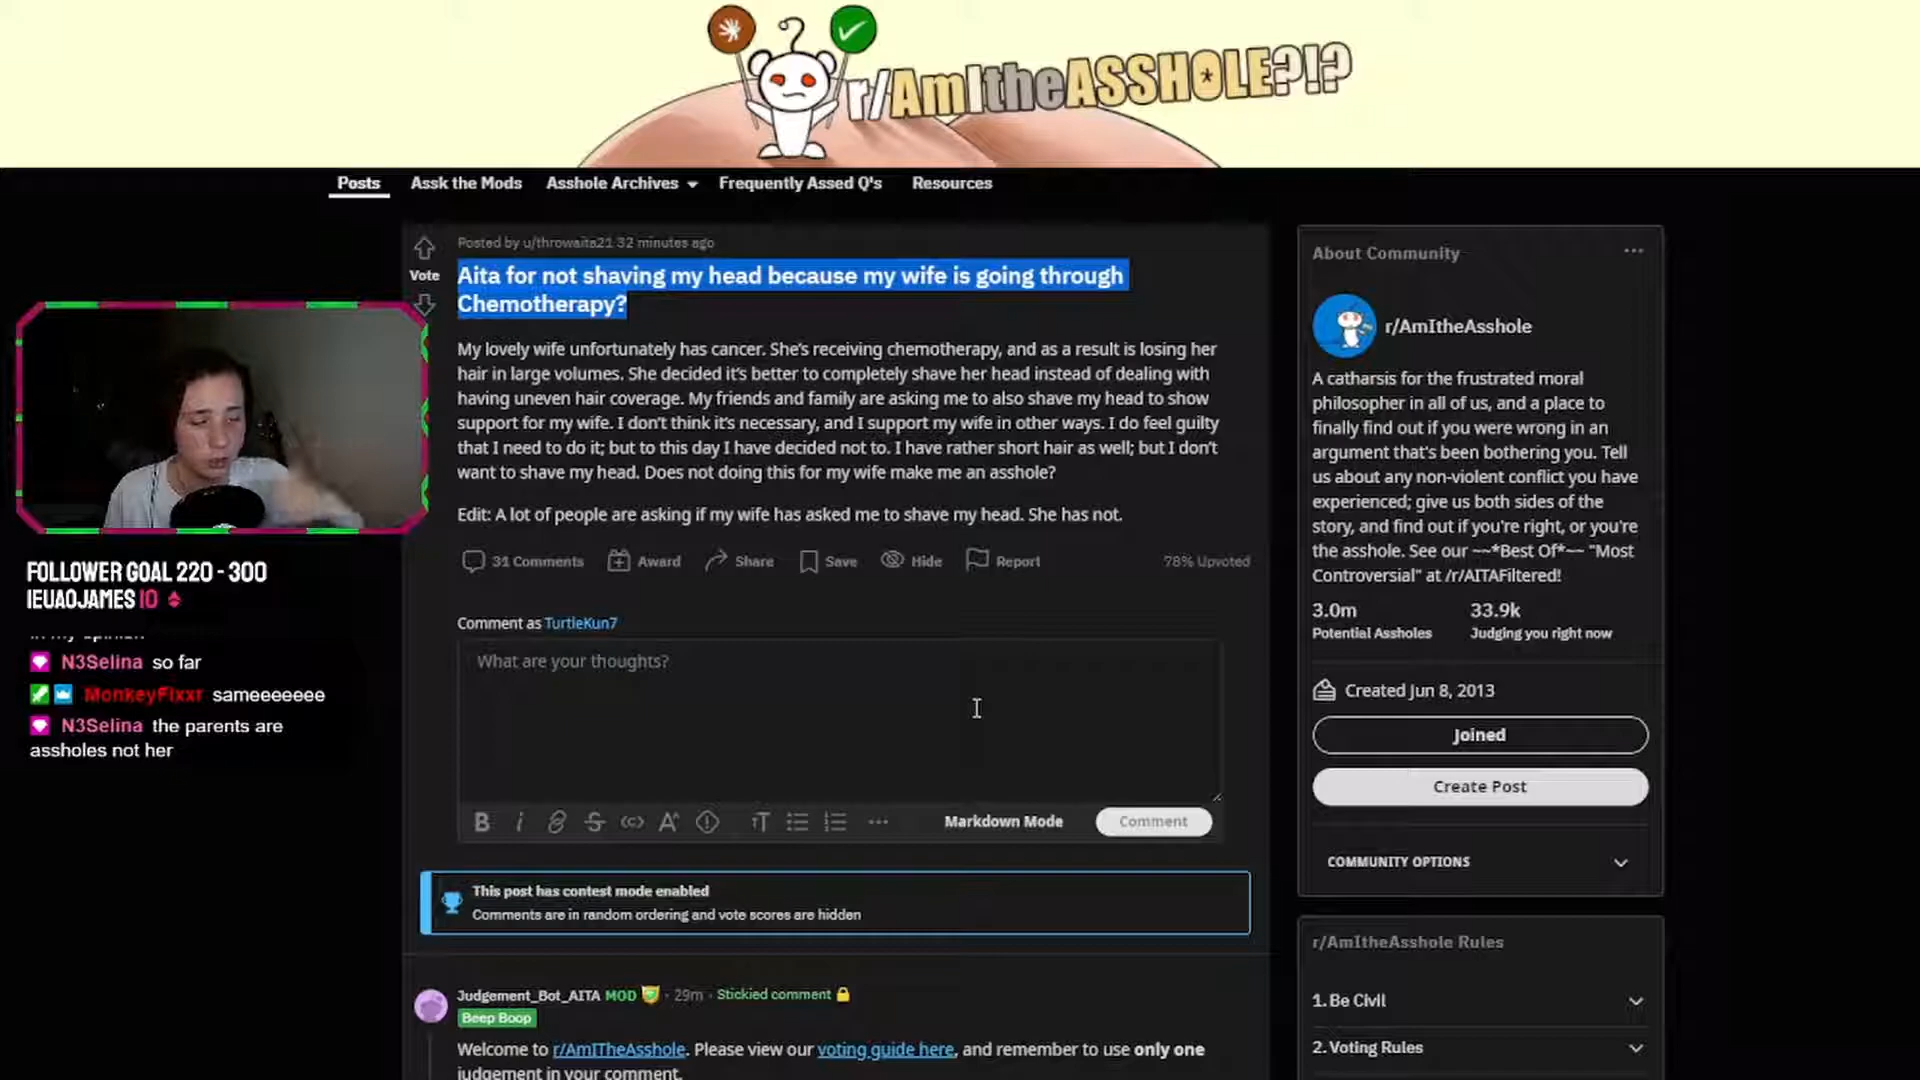 r/AmItheASSHOLE?!?
Posts Assk the Mods Asshole Archives Frequently Assed Q's Resources
Posted by u/throwaita21 32 minutes ago
Vote
Aita for not shaving my head because my wife is going through
Chemotherapy?
My lovely wife unfortunately has cancer. She's receiving chemotherapy, and as a result is losing her
hair in large volumes. She decided it's better to completely shave her head instead of dealing with
having uneven hair coverage. My friends and family are asking me to also shave my head to show
support for my wife. I don't think it's necessary, and I support my wife in other ways. I do feel guilty
that I need to do it; but to this day I have decided not to. I have rather short hair as well; but I don't
want to shave my head. Does not doing this for my wife make me an asshole?
Edit: A lot of people are asking if my wife has asked me to shave my head. She has not.
31 Comments Award Share Save Hide Report 78% Upvoted
Comment as TurtleKun7
What are your thoughts?
B i Markdown Mode Comment
This post has contest mode enabled
Comments are in random ordering and vote scores are hidden
Judgement_Bot_AITA MOD · 29m · Stickied comment
Beep Boop
Welcome to r/AmITheAsshole. Please view our voting guide here, and remember to use only one
judgement in your comment.
FOLLOWER GOAL 220 - 300
IEUAOJAMES 10
in my opinion
N3Selina so far
MonkeyFixxr sameeeeeee
N3Selina the parents are
assholes not her
About Community
r/AmItheAsshole
A catharsis for the frustrated moral
philosopher in all of us, and a place to
finally find out if you were wrong in an
argument that's been bothering you. Tell
us about any non-violent conflict you have
experienced; give us both sides of the
story, and find out if you're right, or you're
the asshole. See our ~~*Best Of*~~ "Most
Controversial" at /r/AITAFiltered!
3.0m 33.9k
Potential Assholes Judging you right now
Created Jun 8, 2013
Joined
Create Post
COMMUNITY OPTIONS
r/AmItheAsshole Rules
1. Be Civil
2. Voting Rules